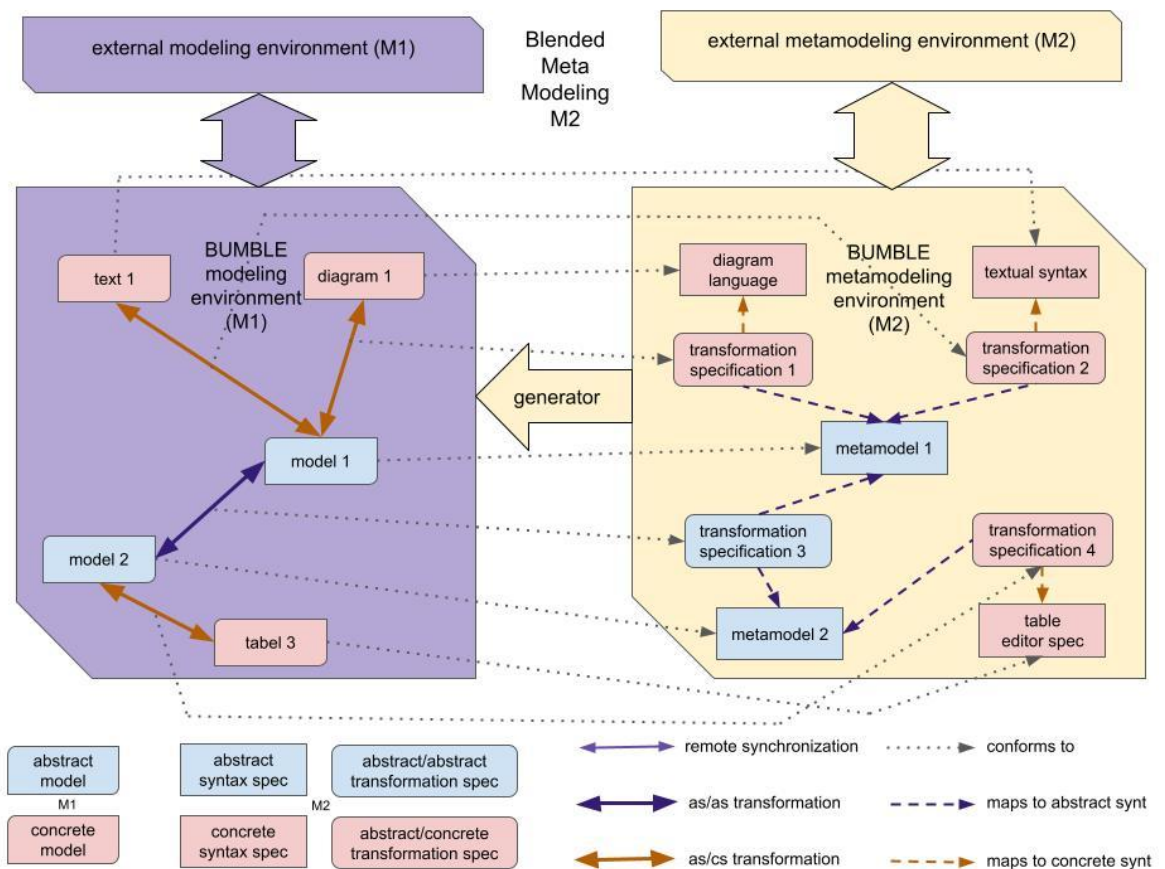 external modeling environment (M1)
Blended
Meta
Modeling
M2
external metamodeling environment (M2)
BUMBLE
modeling
environment
(M1)
text 1
diagram 1
model 1
model 2
tabel 3
generator
BUMBLE
metamodeling
environment
(M2)
diagram
language
textual syntax
transformation
specification 1
transformation
specification 2
metamodel 1
transformation
specification 3
transformation
specification 4
metamodel 2
table
editor spec
abstract
model
M1
concrete
model
abstract
syntax spec
abstract/abstract
transformation spec
M2
concrete
syntax spec
abstract/concrete
transformation spec
remote synchronization
conforms to
as/as transformation
maps to abstract synt
as/cs transformation
maps to concrete synt